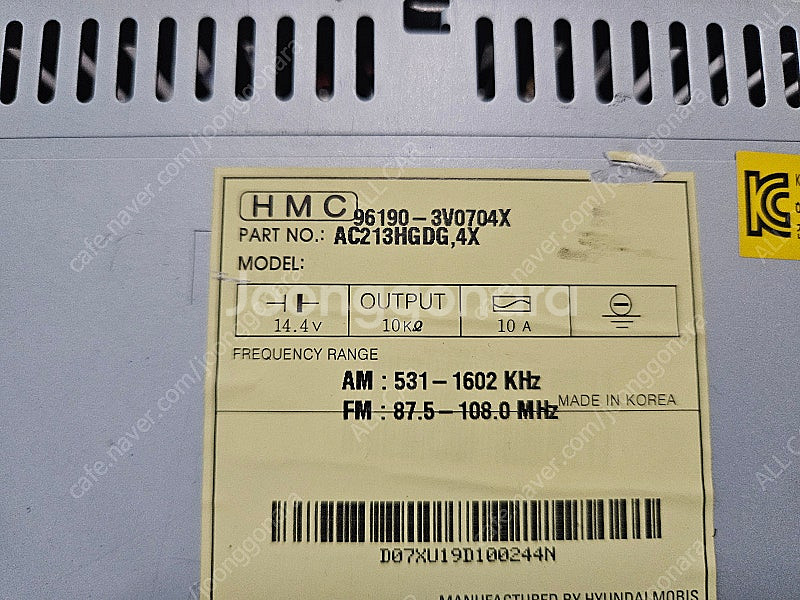 HMC
96190-3V0704X
PART NO.: AC213HGDG,4X
MODEL:
14.4V
OUTPUT
10KΩ
10 A
FREQUENCY RANGE
AM : 531-1602 KHz
FM : 87.5-108.0 MHz
MADE IN KOREA
D07XU19D100244N
MANUFACTURED BY HYUNDAI MOBIS
KC
Joonggonara
cafe.naver.com/joonggonara
ALL CAR